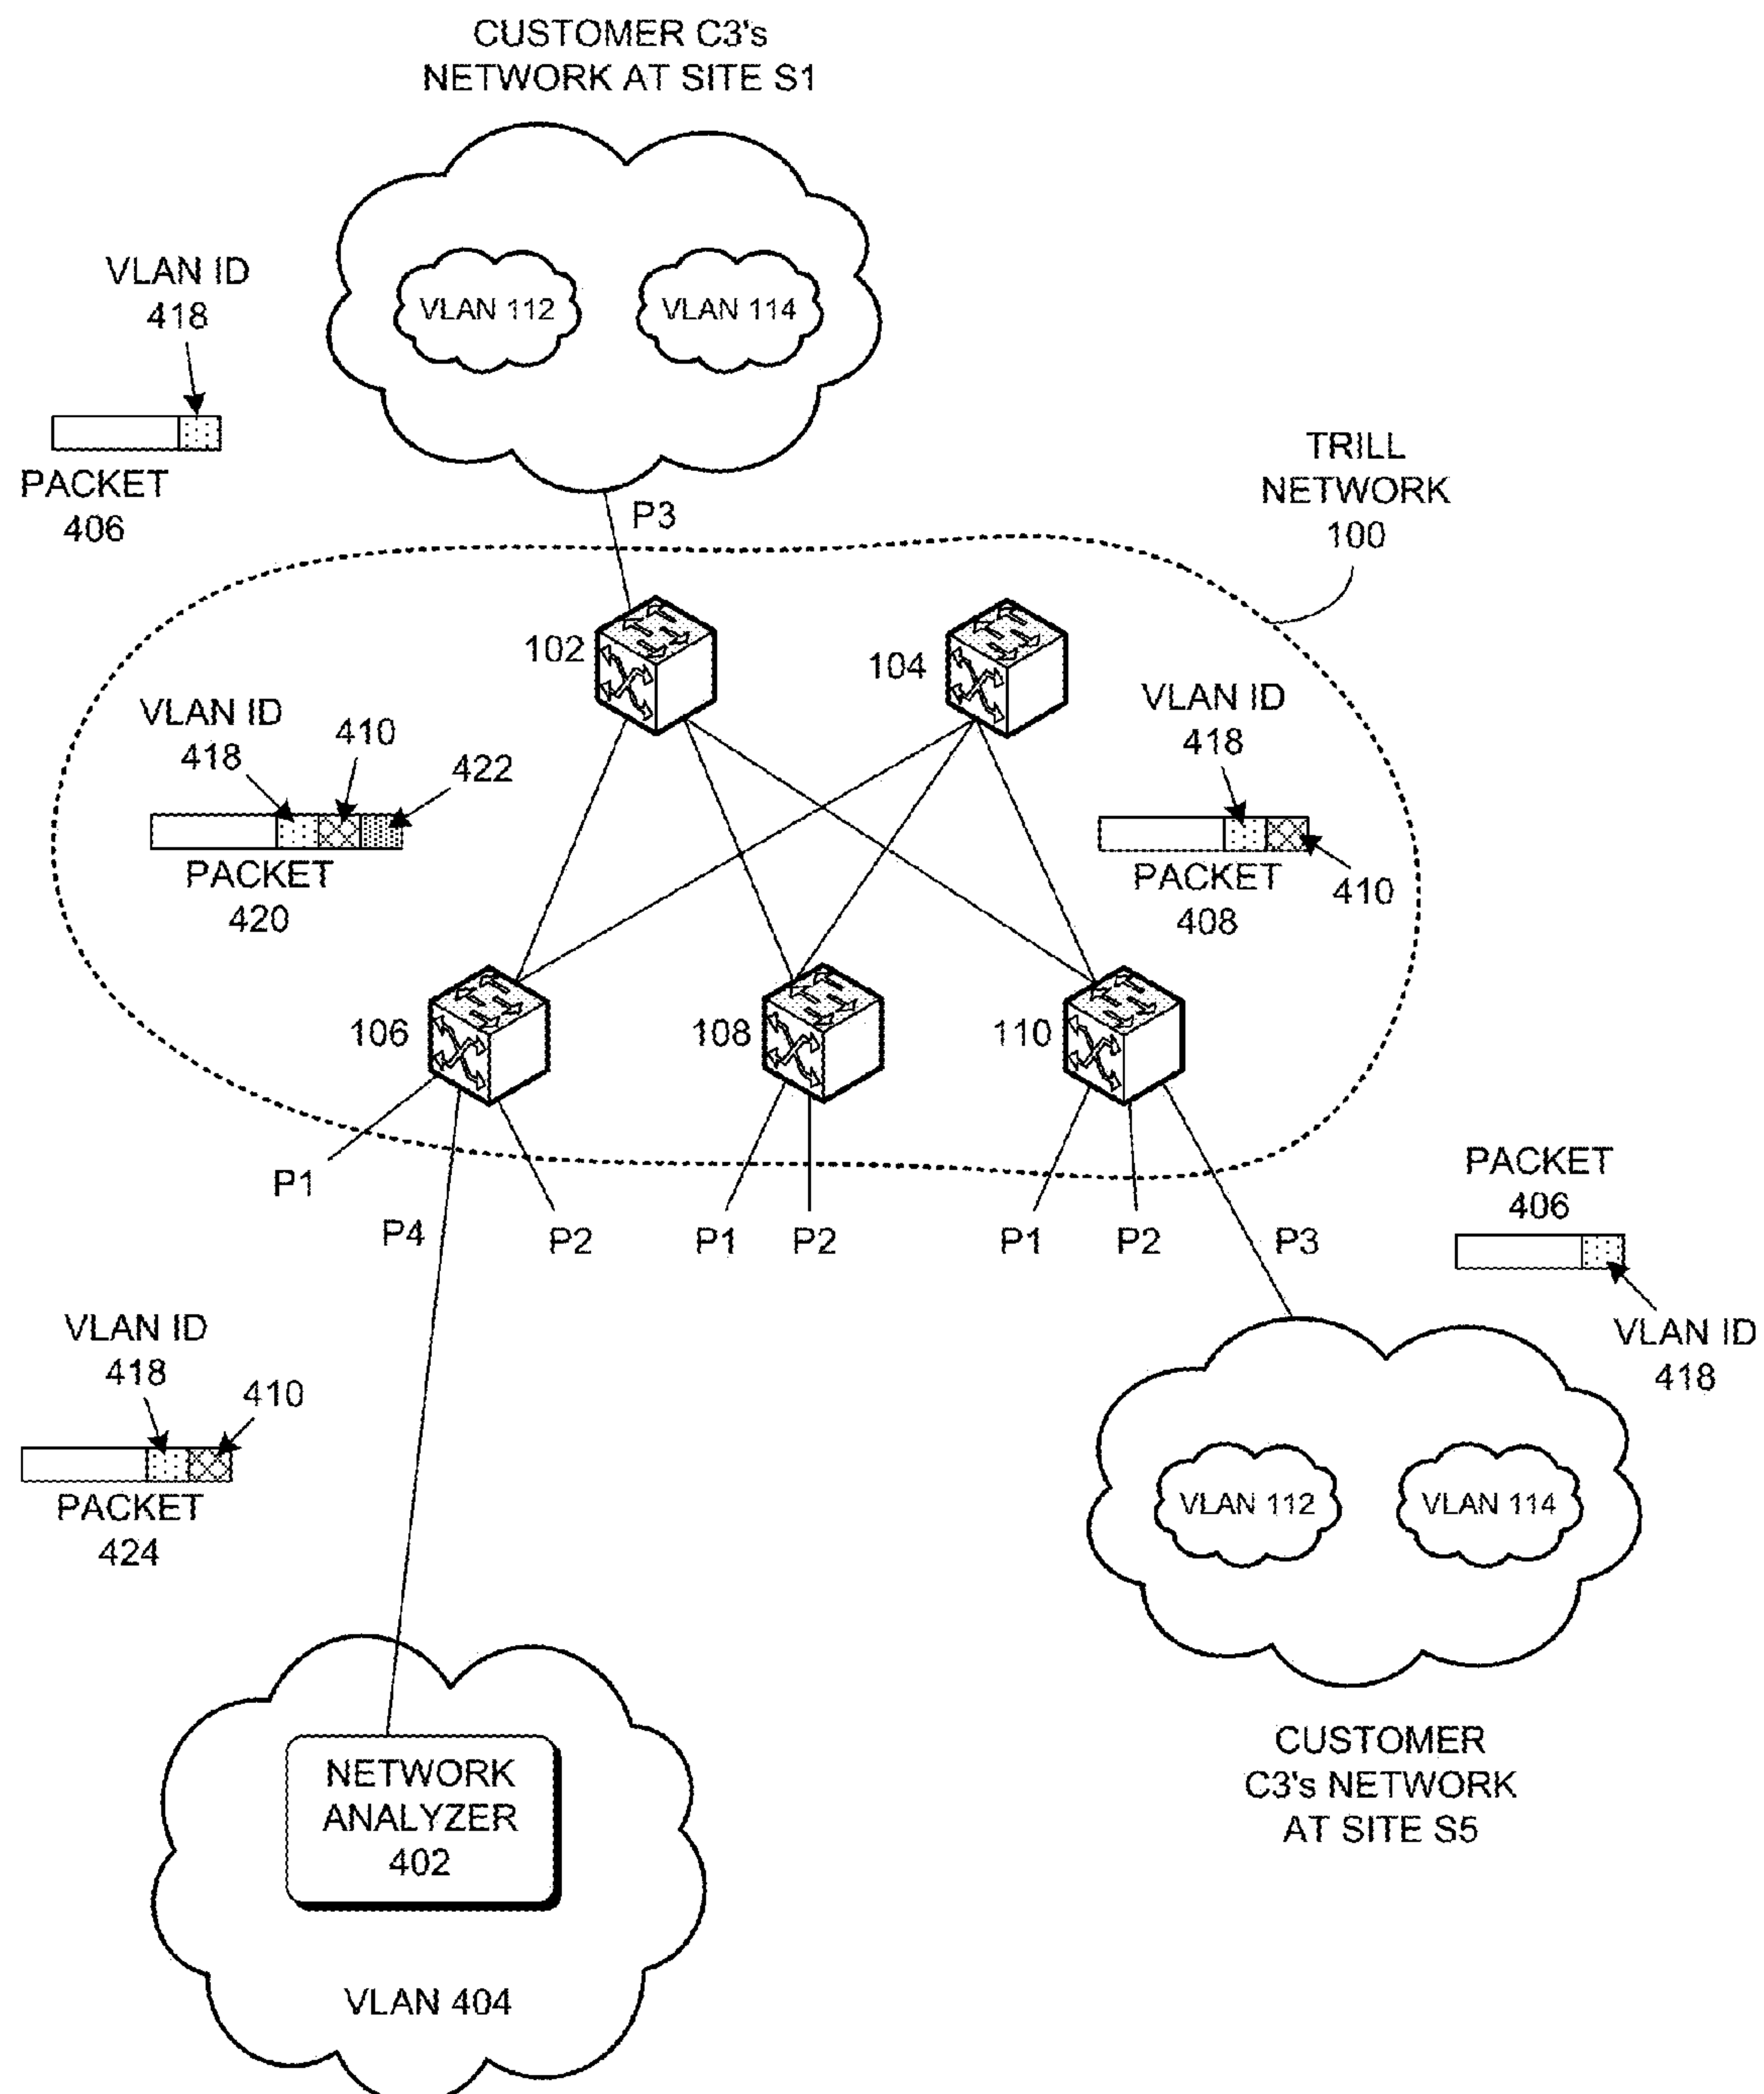 CUSTOMER C3's
NETWORK AT SITE S1
VLAN ID
418
VLAN 112
VLAN 114
PACKET
406
TRILL
NETWORK
100
P3
102
104
VLAN ID
418
410
422
PACKET
420
VLAN ID
418
PACKET
408
410
106
108
110
P1
P4
P2
P1
P2
P1
P2
P3
PACKET
406
VLAN ID
418
VLAN ID
418
410
PACKET
424
VLAN 112
VLAN 114
CUSTOMER
C3's NETWORK
AT SITE S5
NETWORK
ANALYZER
402
VLAN 404